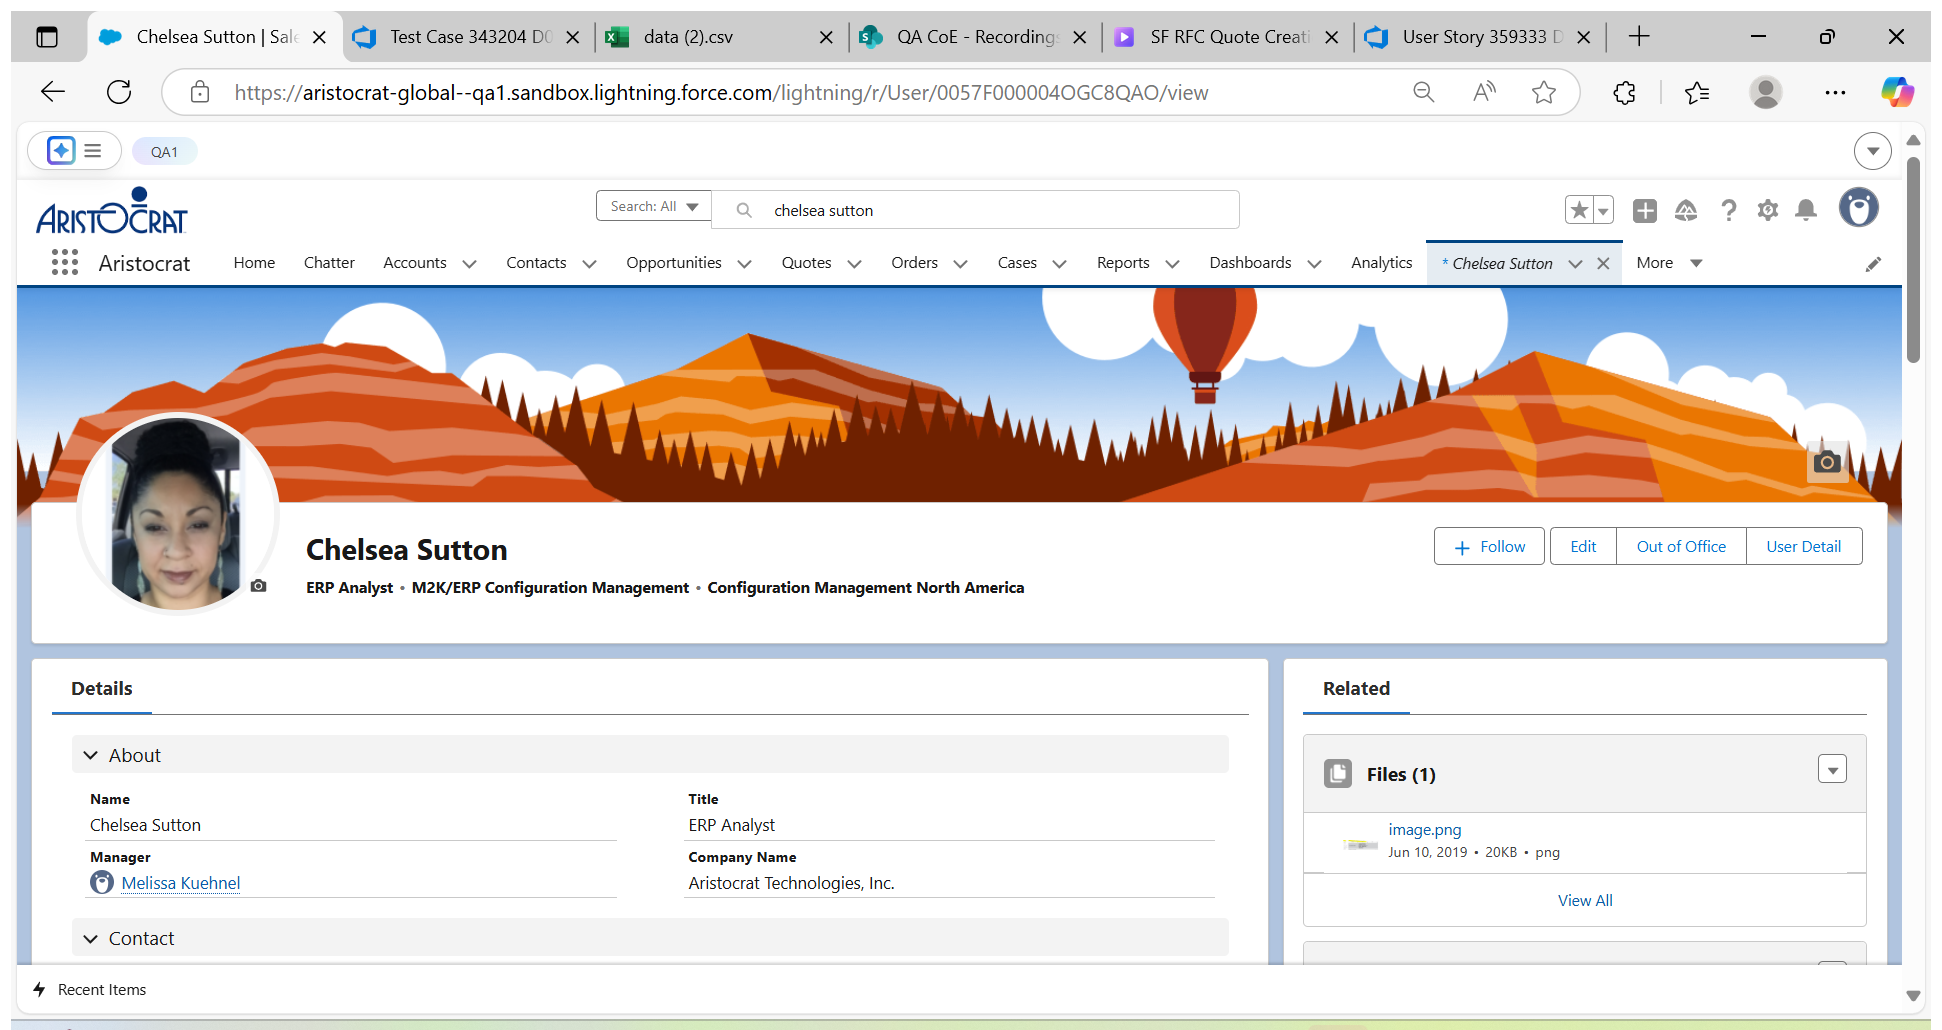 Chelsea Sutton | Sale
Test Case 343204 D0
data (2).csv
QA CoE - Recordings
SF RFC Quote Creati
User Story 359333 D
https://aristocrat-global--qa1.sandbox.lightning.force.com/lightning/r/User/0057F000004OGC8QAO/view
QA1
ARISTOCRAT
Search: All
chelsea sutton
Aristocrat
Home
Chatter
Accounts
Contacts
Opportunities
Quotes
Orders
Cases
Reports
Dashboards
Analytics
* Chelsea Sutton
More
Chelsea Sutton
ERP Analyst • M2K/ERP Configuration Management • Configuration Management North America
+ Follow
Edit
Out of Office
User Detail
Details
About
Name
Chelsea Sutton
Title
ERP Analyst
Manager
Melissa Kuehnel
Company Name
Aristocrat Technologies, Inc.
Contact
Related
Files (1)
image.png
Jun 10, 2019 • 20KB • png
View All
Recent Items